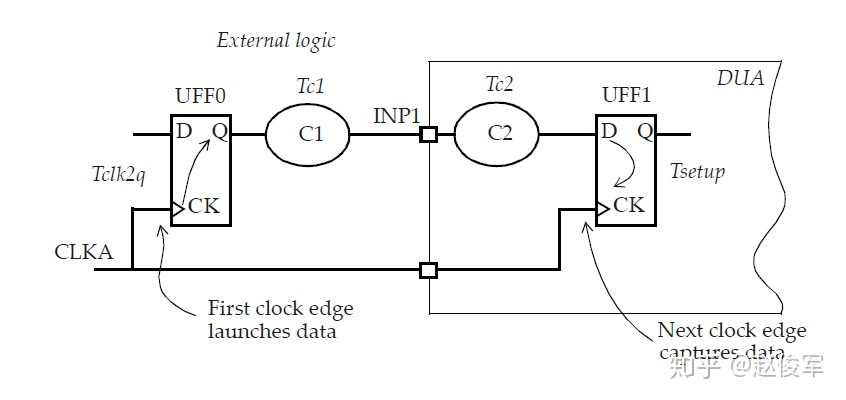 External logic
DUA
Tc1
Tc2
UFF0
UFF1
INP1
D Q
C1
C2
D Q
Tclk2q
Tsetup
CK
CK
CLKA
First clock edge
launches data
Next clock edge
captures data
知乎 @赵俊军